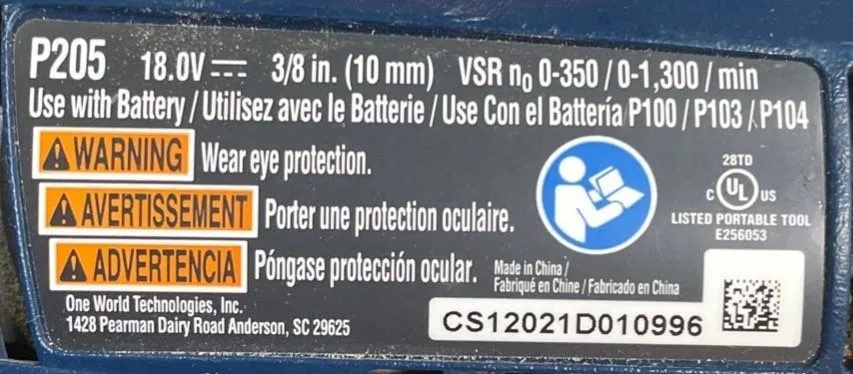 P205 18.0V ⎓ 3/8 in. (10 mm) VSR n₀ 0-350 / 0-1,300 / min
Use with Battery / Utilisez avec le Batterie / Use Con el Batterίa P100 / P103 / P104
WARNING Wear eye protection.
AVERTISSEMENT Porter une protection oculaire.
ADVERTENCIA Póngase protección ocular.
Made in China /
Fabriqué en Chine / Fabricado en China
28TD
C UL US
LISTED PORTABLE TOOL
E256053
One World Technologies, Inc.
1428 Pearman Dairy Road Anderson, SC 29625
CS12021D010996